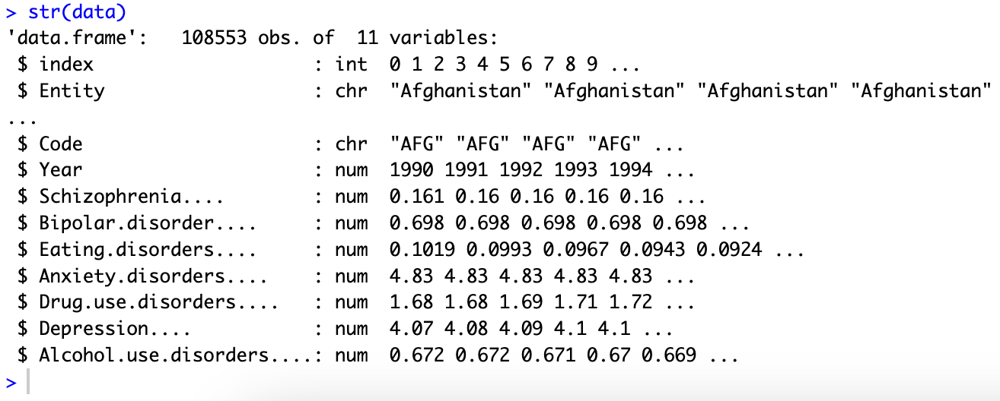 > str(data)
'data.frame':   108553 obs. of  11 variables:
 $ index                    : int  0 1 2 3 4 5 6 7 8 9 ...
 $ Entity                   : chr  "Afghanistan" "Afghanistan" "Afghanistan" "Afghanistan"
...
 $ Code                     : chr  "AFG" "AFG" "AFG" "AFG" ...
 $ Year                     : num  1990 1991 1992 1993 1994 ...
 $ Schizophrenia....        : num  0.161 0.16 0.16 0.16 0.16 ...
 $ Bipolar.disorder....     : num  0.698 0.698 0.698 0.698 0.698 ...
 $ Eating.disorders....     : num  0.1019 0.0993 0.0967 0.0943 0.0924 ...
 $ Anxiety.disorders....    : num  4.83 4.83 4.83 4.83 4.83 ...
 $ Drug.use.disorders....   : num  1.68 1.68 1.69 1.71 1.72 ...
 $ Depression....           : num  4.07 4.08 4.09 4.1 4.1 ...
 $ Alcohol.use.disorders....: num  0.672 0.672 0.671 0.67 0.669 ...
>